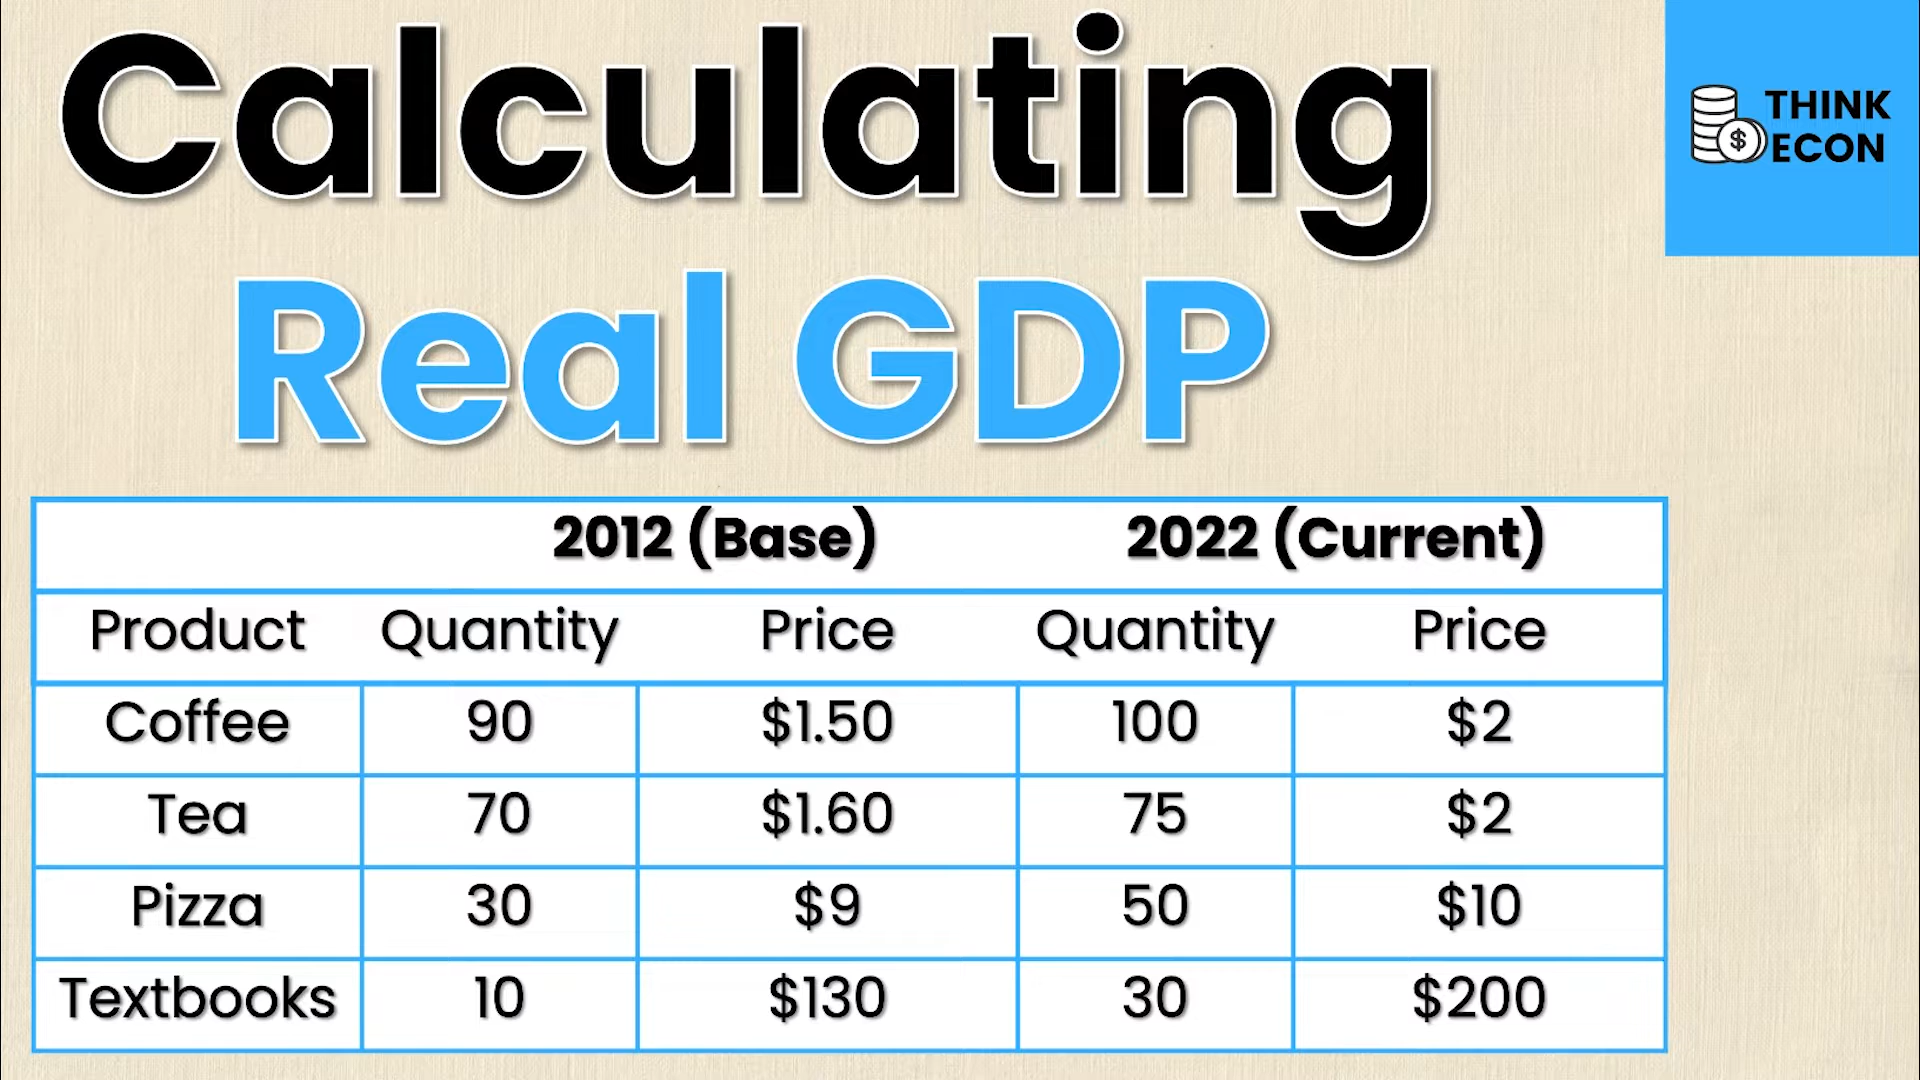 Calculating
Real GDP
THINK
ECON
2012 (Base) 2022 (Current)
Product Quantity Price Quantity Price
Coffee 90 $1.50 100 $2
Tea 70 $1.60 75 $2
Pizza 30 $9 50 $10
Textbooks 10 $130 30 $200